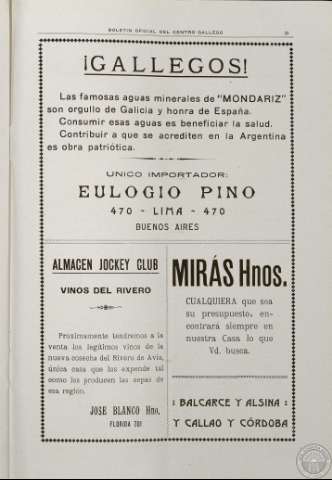 BOLETIN OFICIAL DEL CENTRO GALLEGO
¡GALLEGOS!
Las famosas aguas minerales de "MONDARIZ"
son orgullo de Galicia y honra de España.
Consumir esas aguas es beneficiar la salud.
Contribuir a que se acrediten en la Argentina
es obra patriótica.
UNICO IMPORTADOR:
EULOGIO PINO
470 - LIMA - 470
BUENOS AIRES
ALMACEN JOCKEY CLUB
VINOS DEL RIVERO
Proximamente tendremos a la
venta los legítimos vinos de la
nueva cosecha del Rivero de Avia,
única casa que los expende tal
como los producen las cepas de
esa región.
JOSE BLANCO Hno.
FLORIDA 781
MIRÁS Hnos.
CUALQUIERA que sea
su presupuesto, en-
contrará siempre en
nuestra Casa lo que
Vd. busca.
: BALCARCE Y ALSINA :
Y CALLAO Y CÓRDOBA